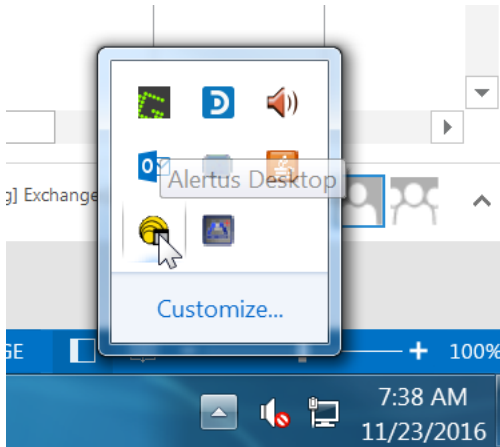 Alertus Desktop
g] Exchange
Customize...
GE
100%
7:38 AM
11/23/2016